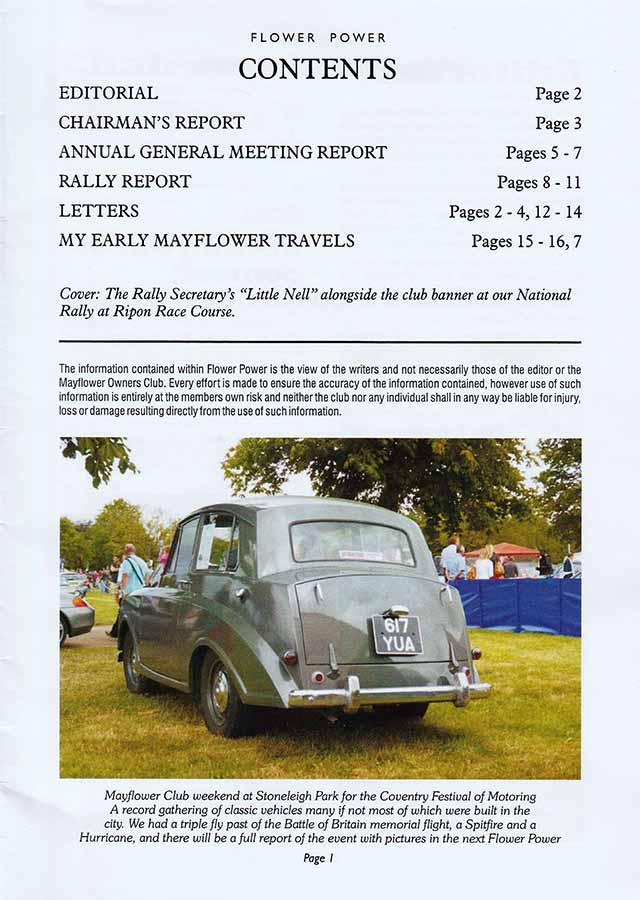 FLOWER POWER
CONTENTS
EDITORIAL Page 2
CHAIRMAN'S REPORT Page 3
ANNUAL GENERAL MEETING REPORT Pages 5 - 7
RALLY REPORT Pages 8 - 11
LETTERS Pages 2 - 4, 12 - 14
MY EARLY MAYFLOWER TRAVELS Pages 15 - 16, 7
Cover: The Rally Secretary's "Little Nell" alongside the club banner at our National
Rally at Ripon Race Course.
The information contained within Flower Power is the view of the writers and not necessarily those of the editor or the
Mayflower Owners Club. Every effort is made to ensure the accuracy of the information contained, however use of such
information is entirely at the members own risk and neither the club nor any individual shall in any way be liable for injury,
loss or damage resulting directly from the use of such information.
617
YUA
Mayflower Club weekend at Stoneleigh Park for the Coventry Festival of Motoring
A record gathering of classic vehicles many if not most of which were built in the
city. We had a triple fly past of the Battle of Britain memorial flight, a Spitfire and a
Hurricane, and there will be a full report of the event with pictures in the next Flower Power
Page 1